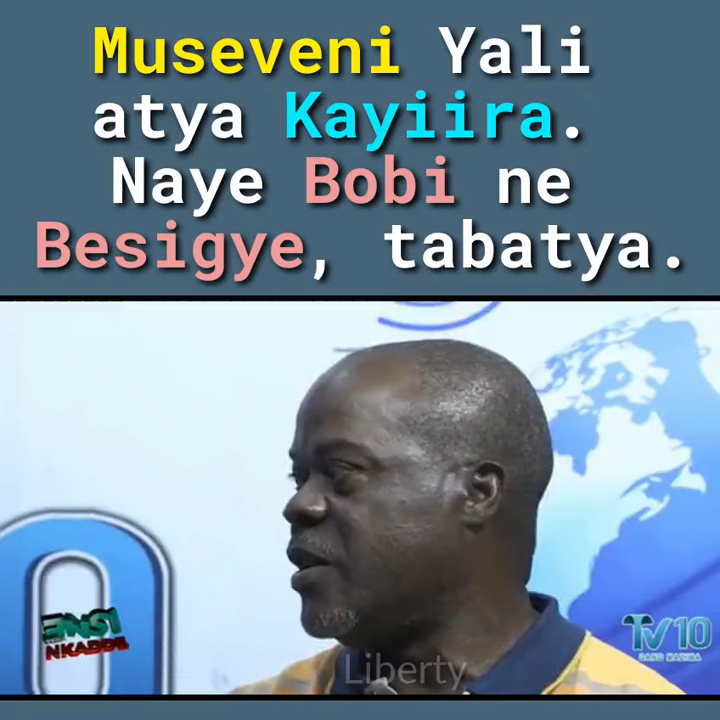 Museveni Yali
atya Kayiira.
Naye Bobi ne
Besigye, tabatya.
ENSI
NKADDE
TV10
Liberty